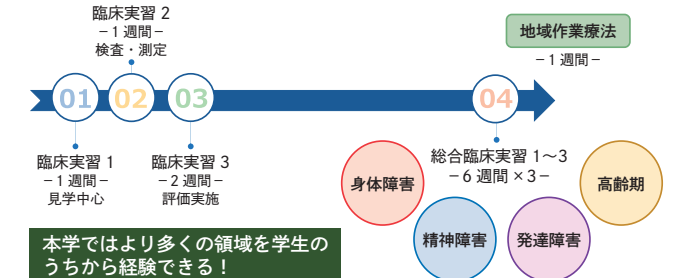 臨床実習 2
－1 週間－
検査・測定
地域作業療法
－1 週間－
01
02
03
04
臨床実習 1
－1 週間－
見学中心
臨床実習 3
－2 週間－
評価実施
総合臨床実習 1〜3
－6 週間 ×3－
身体障害
精神障害
発達障害
高齢期
本学ではより多くの領域を学生の
うちから経験できる！